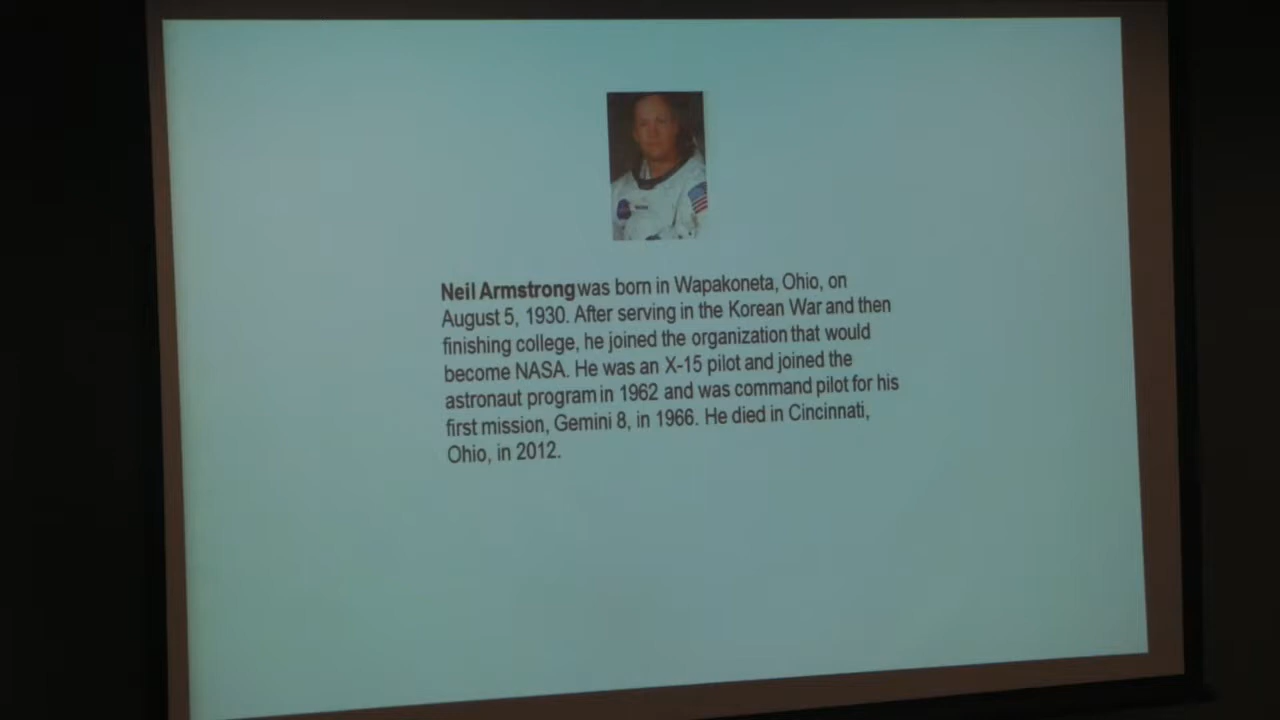 Neil Armstrong was born in Wapakoneta, Ohio, on
August 5, 1930. After serving in the Korean War and then
finishing college, he joined the organization that would
become NASA. He was an X-15 pilot and joined the
astronaut program in 1962 and was command pilot for his
first mission, Gemini 8, in 1966. He died in Cincinnati,
Ohio, in 2012.